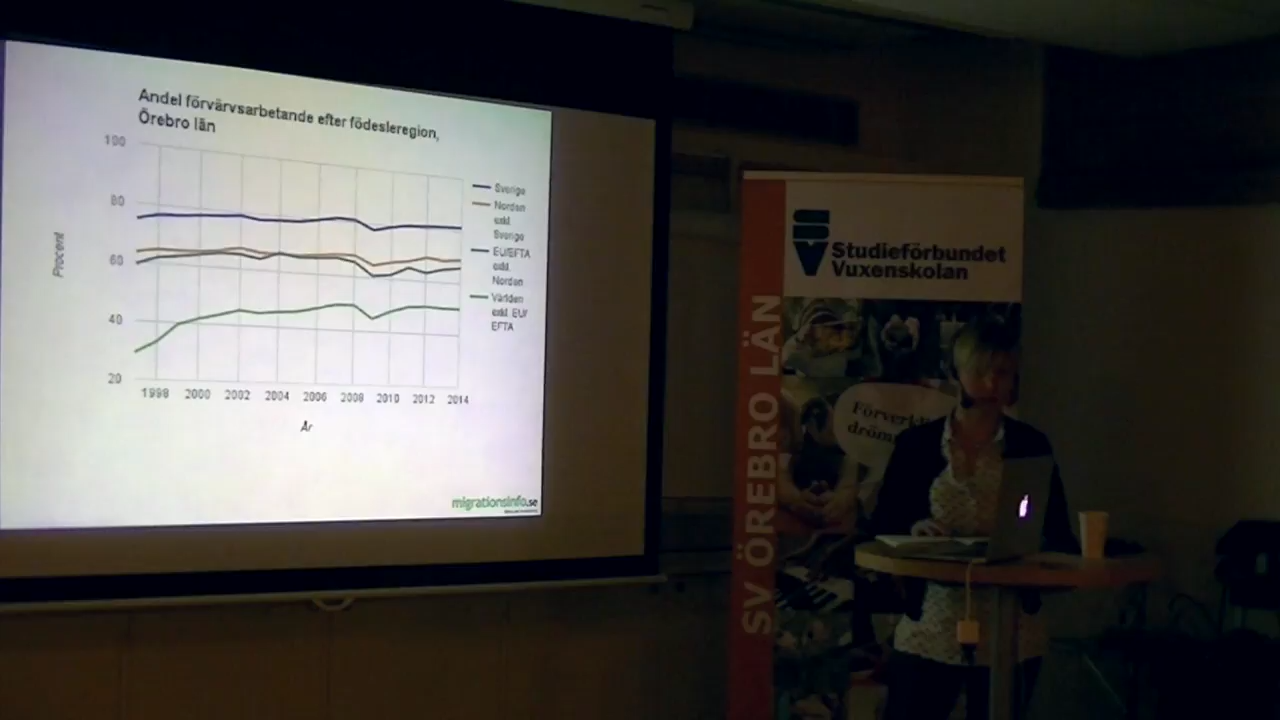 Andel förvärvsarbetande efter födesleregion,
Örebro län
100
80
60
40
20
Procent
1998 2000 2002 2004 2006 2008 2010 2012 2014
År
Sverige
Norden
exkl.
Sverige
EU/EFTA
exkl.
Norden
Världen
exkl. EU/
EFTA
migrationsinfo.se
SV
Studieförbundet
Vuxenskolan
SV ÖREBRO LÄN